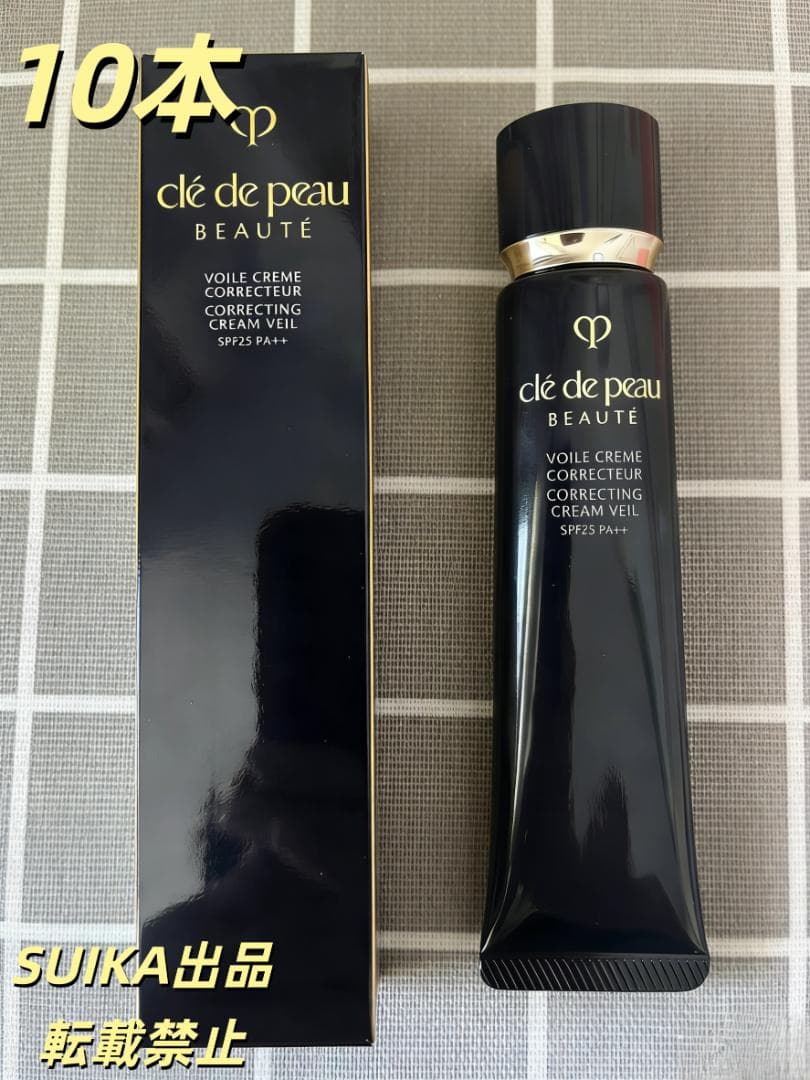 10本
clé de peau
BEAUTÉ
VOILE CREME
CORRECTEUR
CORRECTING
CREAM VEIL
SPF25 PA++
clé de peau
BEAUTÉ
VOILE CREME
CORRECTEUR
CORRECTING
CREAM VEIL
SPF25 PA++
SUIKA出品
転載禁止